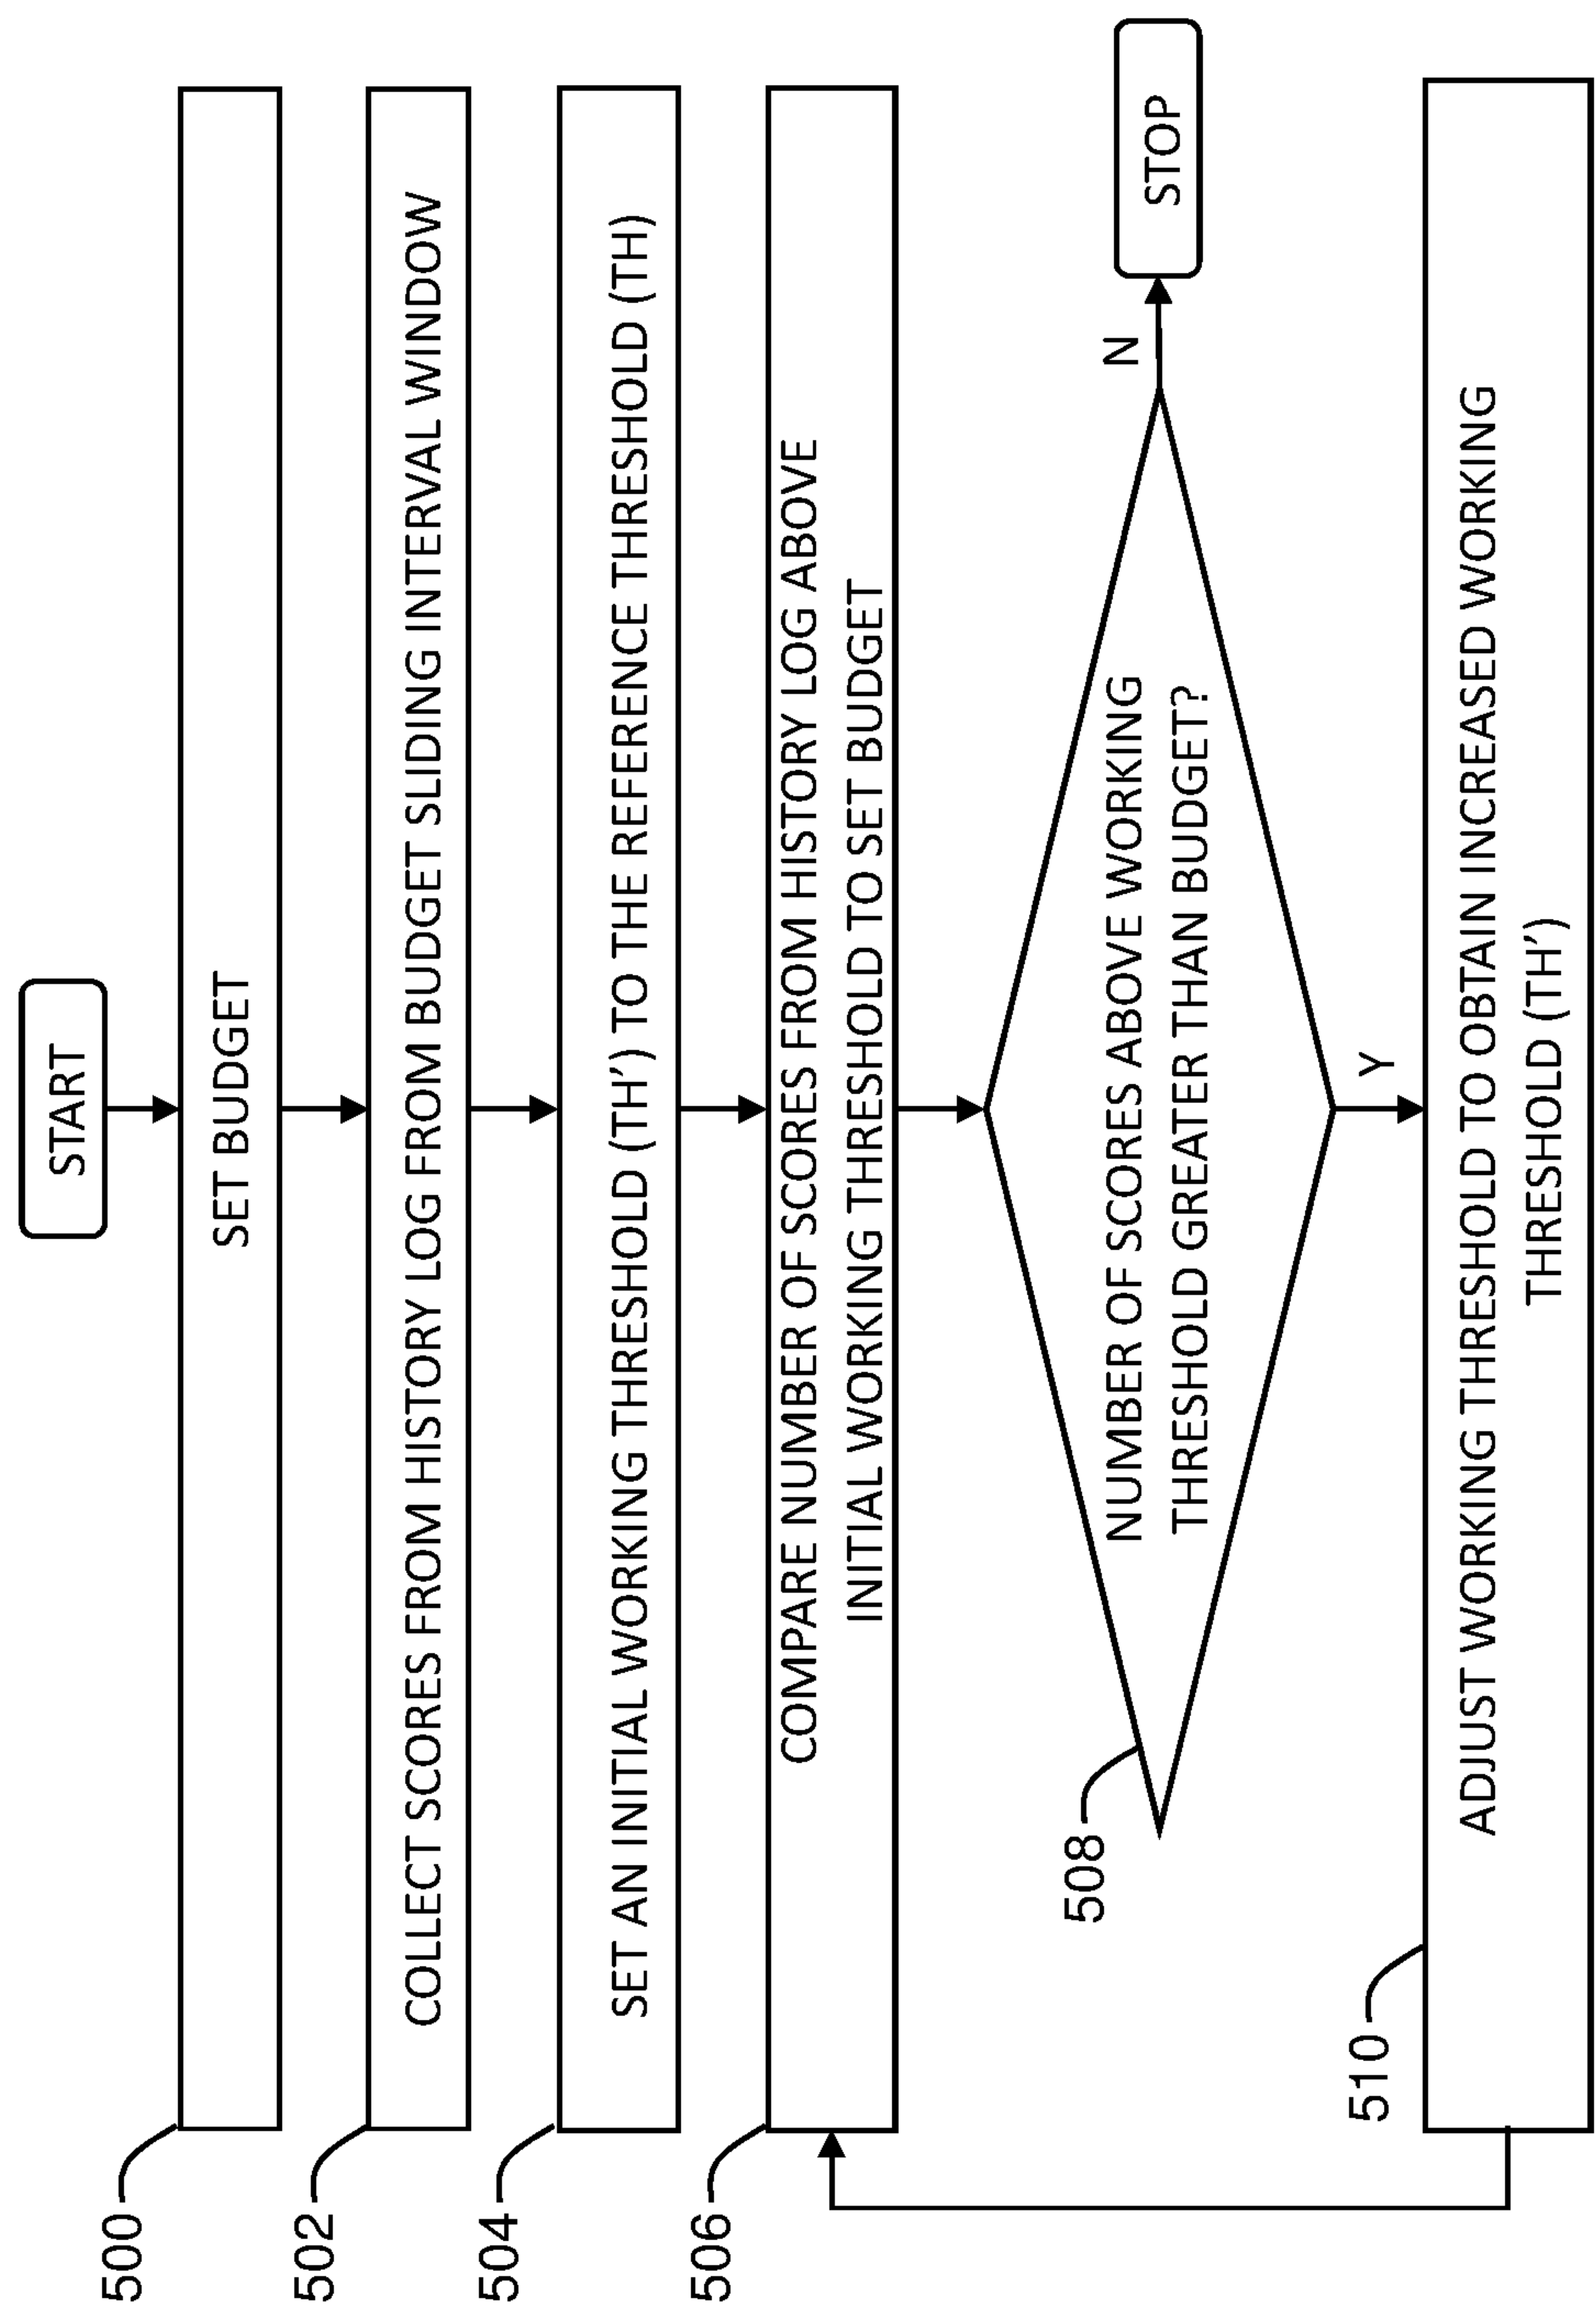 START
500
SET BUDGET
502
COLLECT SCORES FROM HISTORY LOG FROM BUDGET SLIDING INTERVAL WINDOW
504
SET AN INITIAL WORKING THRESHOLD (TH') TO THE REFERENCE THRESHOLD (TH)
506
COMPARE NUMBER OF SCORES FROM HISTORY LOG ABOVE
INITIAL WORKING THRESHOLD TO SET BUDGET
508
NUMBER OF SCORES ABOVE WORKING
THRESHOLD GREATER THAN BUDGET?
N
STOP
Y
510
ADJUST WORKING THRESHOLD TO OBTAIN INCREASED WORKING
THRESHOLD (TH’)